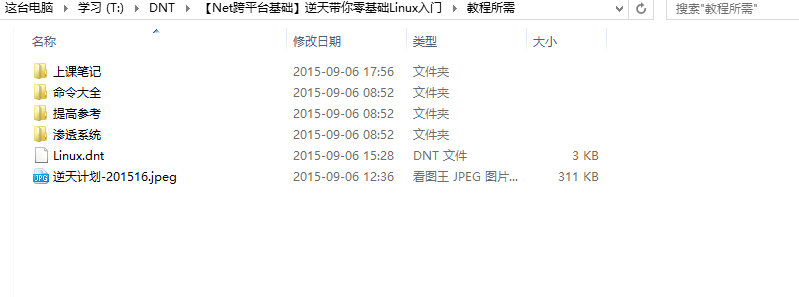 这台电脑 › 学习 (T:) › DNT › 【Net跨平台基础】逆天带你零基础Linux入门 › 教程所需 搜索"教程所需"
名称 修改日期 类型 大小
上课笔记 2015-09-06 17:56 文件夹
命令大全 2015-09-06 08:52 文件夹
提高参考 2015-09-06 08:52 文件夹
渗透系统 2015-09-06 08:52 文件夹
Linux.dnt 2015-09-06 15:28 DNT 文件 3 KB
JPG 逆天计划-201516.jpeg 2015-09-06 12:36 看图王 JPEG 图片... 311 KB